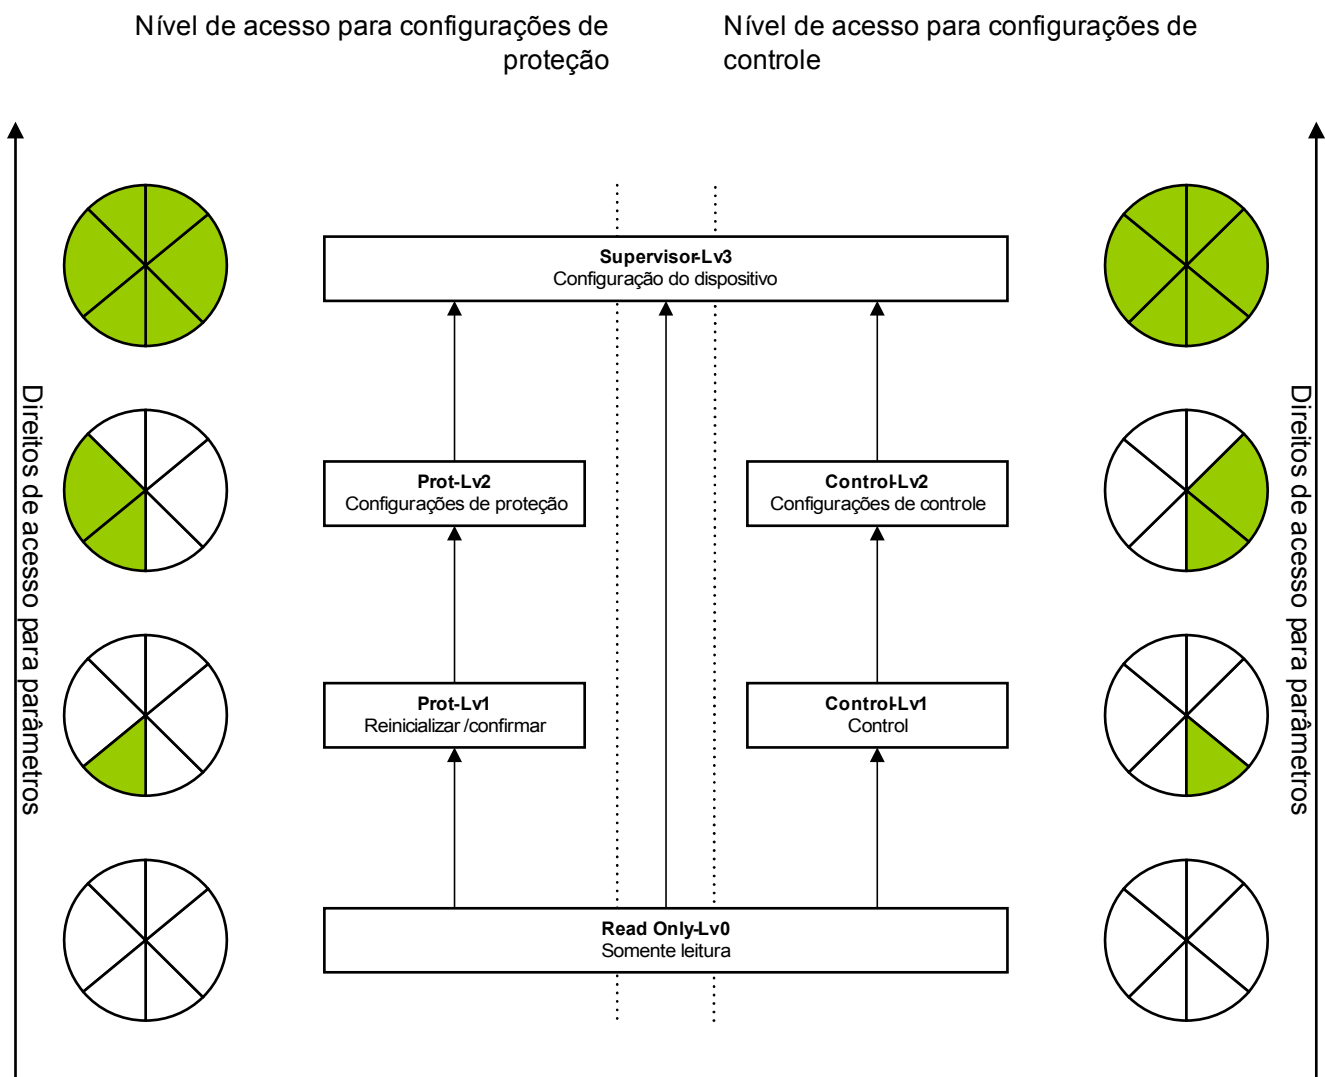 Nível de acesso para configurações de
proteção
Nível de acesso para configurações de
controle
Direitos de acesso para parâmetros
Supervisor-Lv3
Configuração do dispositivo
Prot-Lv2
Configurações de proteção
Control-Lv2
Configurações de controle
Prot-Lv1
Reinicializar /confirmar
Control-Lv1
Control
Read Only-Lv0
Somente leitura
Direitos de acesso para parâmetros